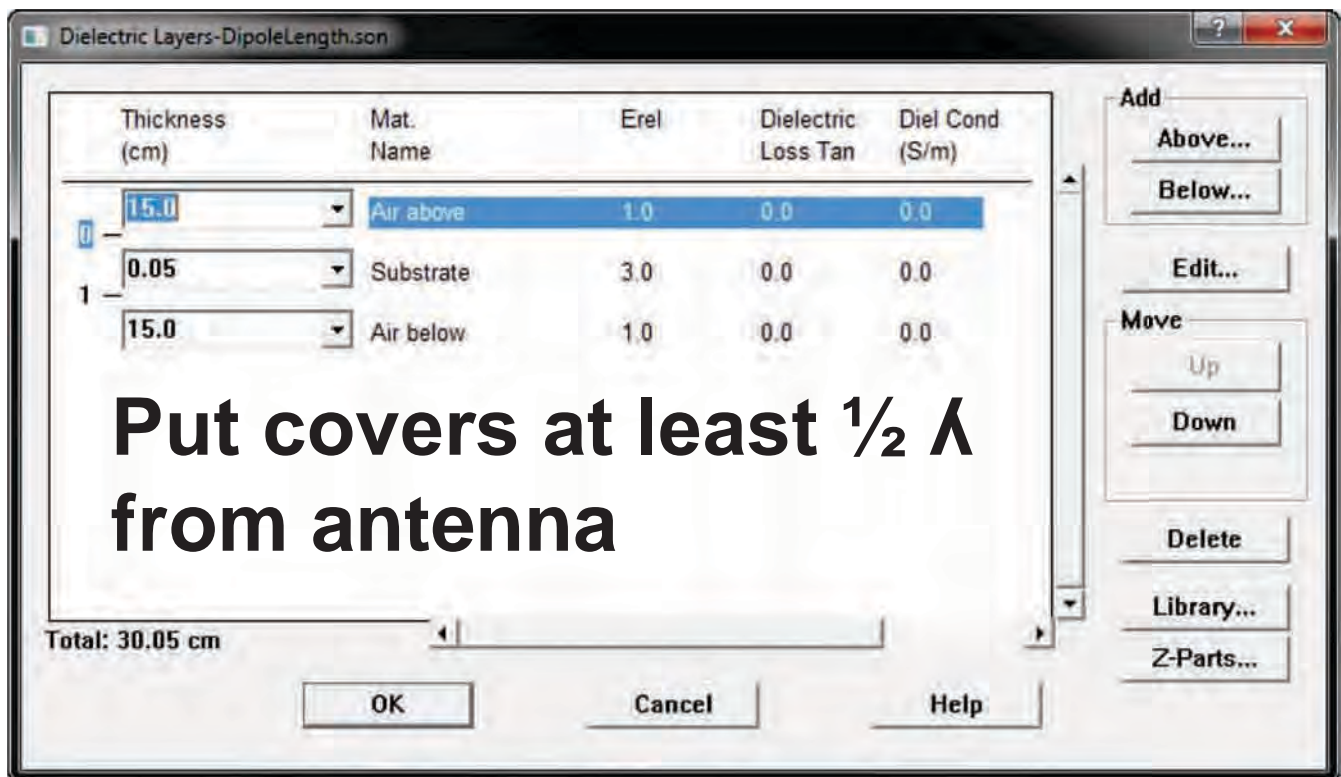 Dielectric Layers-DipoleLength.son
? x
Thickness (cm) Mat. Name Erel Dielectric Loss Tan Diel Cond (S/m)
15.0 Air above 1.0 0.0 0.0
0
0.05 Substrate 3.0 0.0 0.0
1
15.0 Air below 1.0 0.0 0.0
Put covers at least ½ ʎ
from antenna
Total: 30.05 cm
OK Cancel Help
Add
Above...
Below...
Edit...
Move
Up
Down
Delete
Library...
Z-Parts...